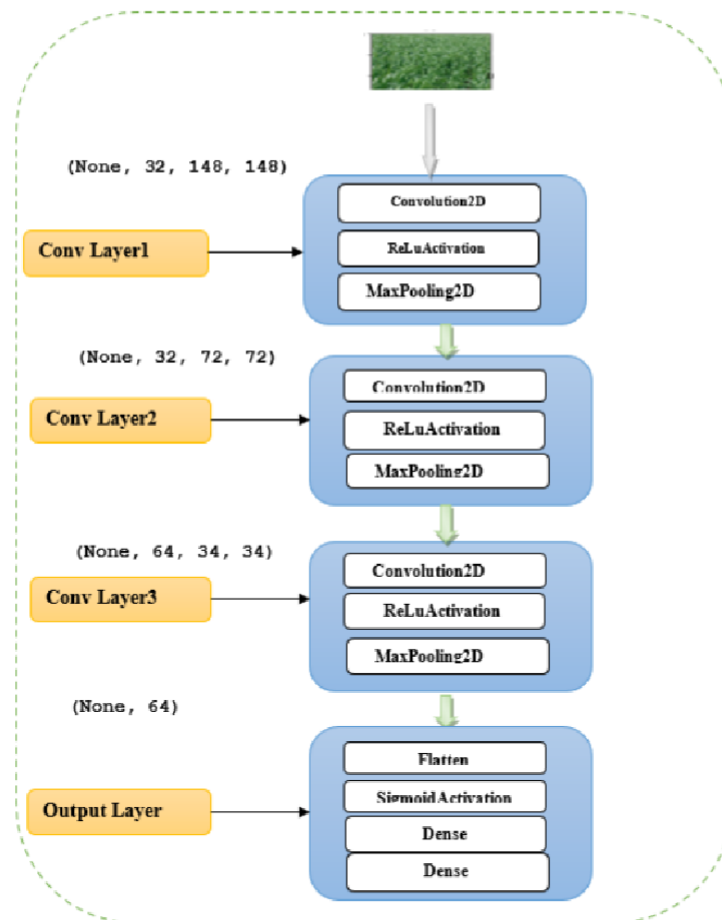 (None, 32, 148, 148)
Convolution2D
Conv Layer1
ReLuActivation
MaxPooling2D
(None, 32, 72, 72)
Convolution2D
Conv Layer2
ReLuActivation
MaxPooling2D
(None, 64, 34, 34)
Convolution2D
Conv Layer3
ReLuActivation
MaxPooling2D
(None, 64)
Flatten
SigmoidActivation
Output Layer
Dense
Dense